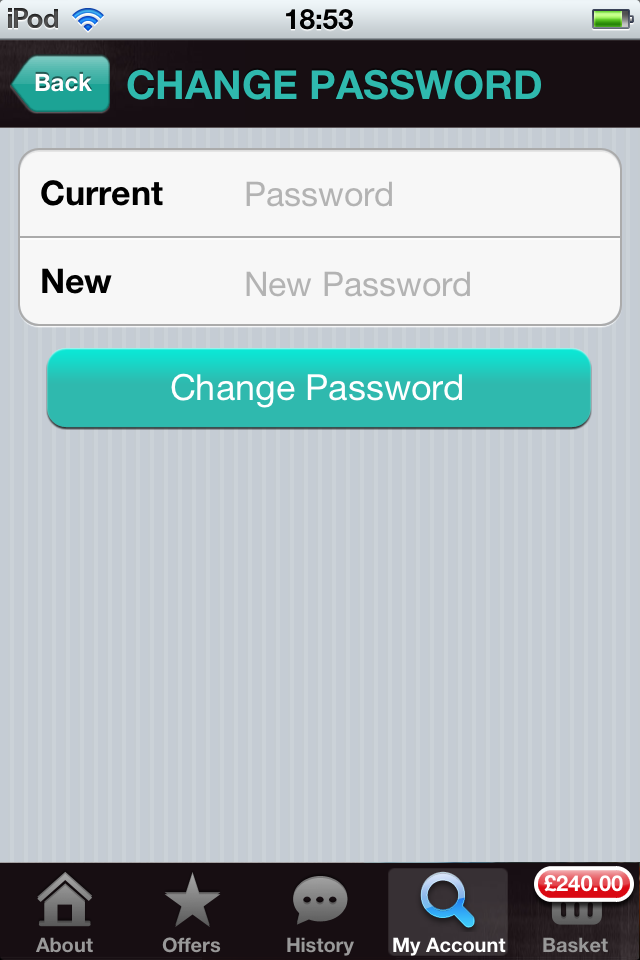 iPod 18:53
Back CHANGE PASSWORD
Current Password
New New Password
Change Password
£240.00
About Offers History My Account Basket